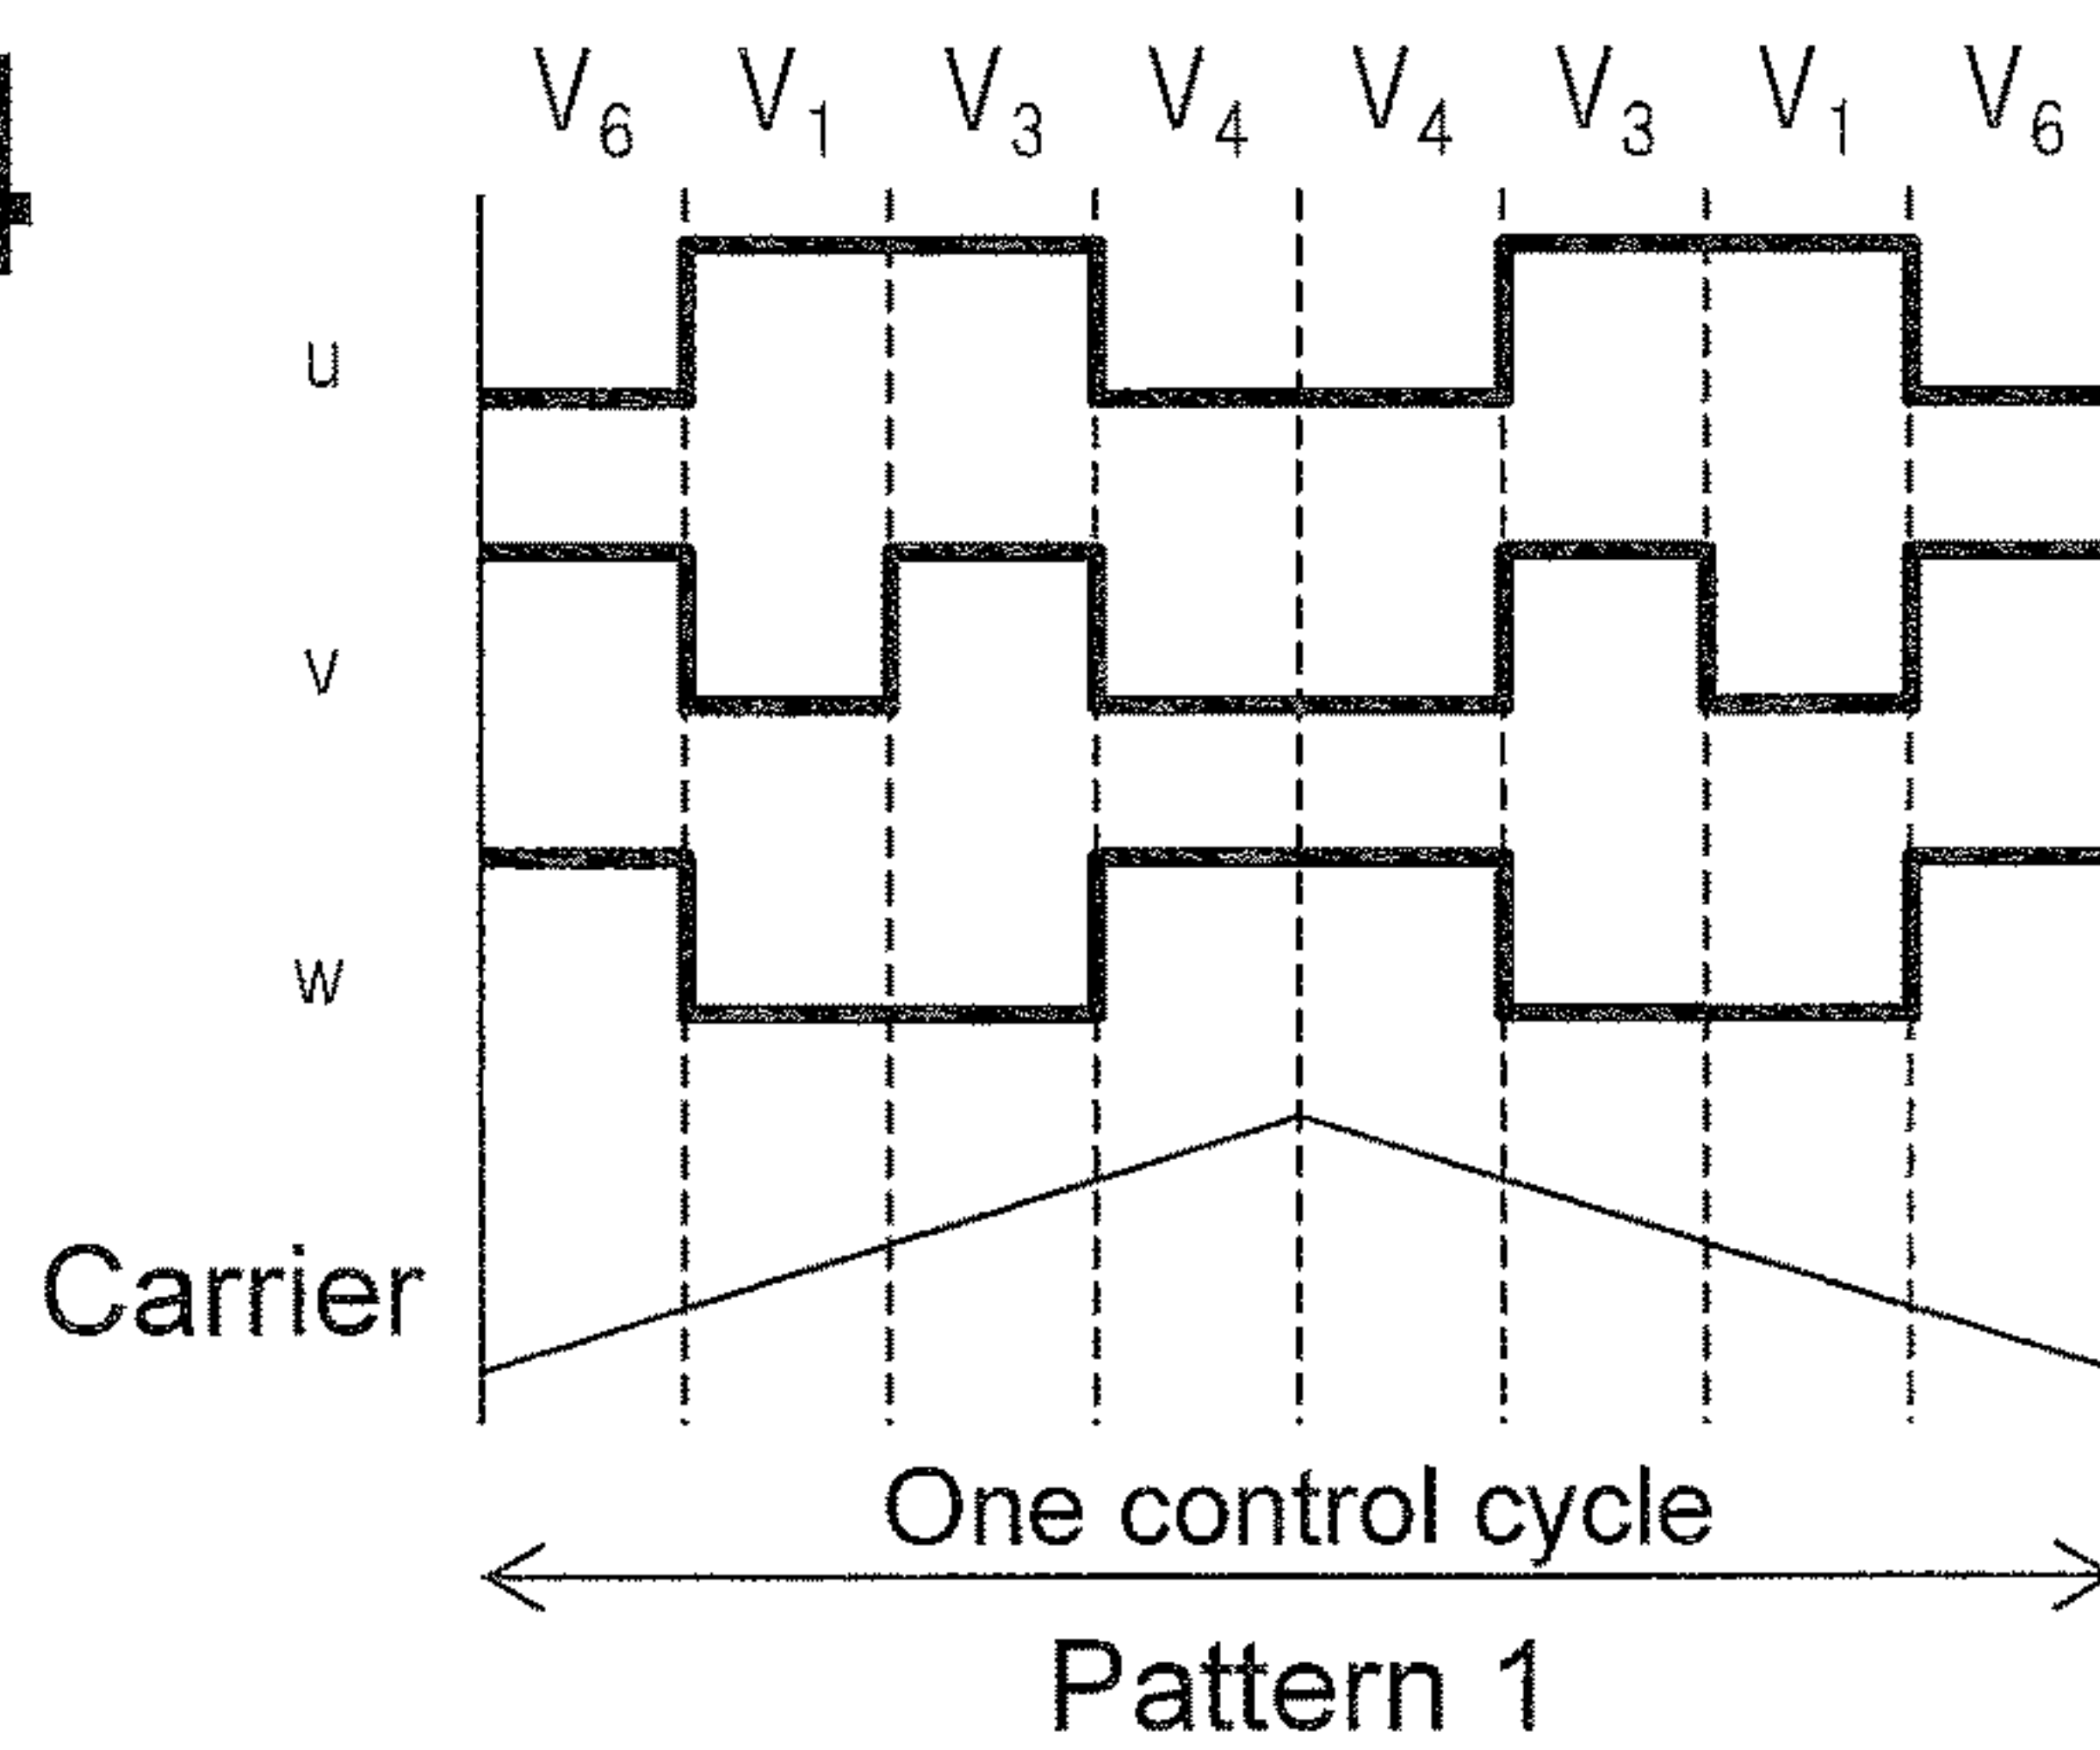 V6 V1 V3 V4 V4 V3 V1 V6
U
V
W
Carrier
One control cycle
Pattern 1